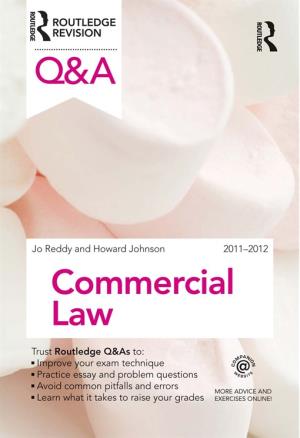 ROUTLEDGE
ROUTLEDGE
REVISION
ROUTLEDGE
Q&A
Jo Reddy and Howard Johnson
2011–2012
Commercial
Law
Trust Routledge Q&As to:
Improve your exam technique
Practice essay and problem questions
Avoid common pitfalls and errors
Learn what it takes to raise your grades
COMPANION
WEBSITE
@
MORE ADVICE AND
EXERCISES ONLINE!